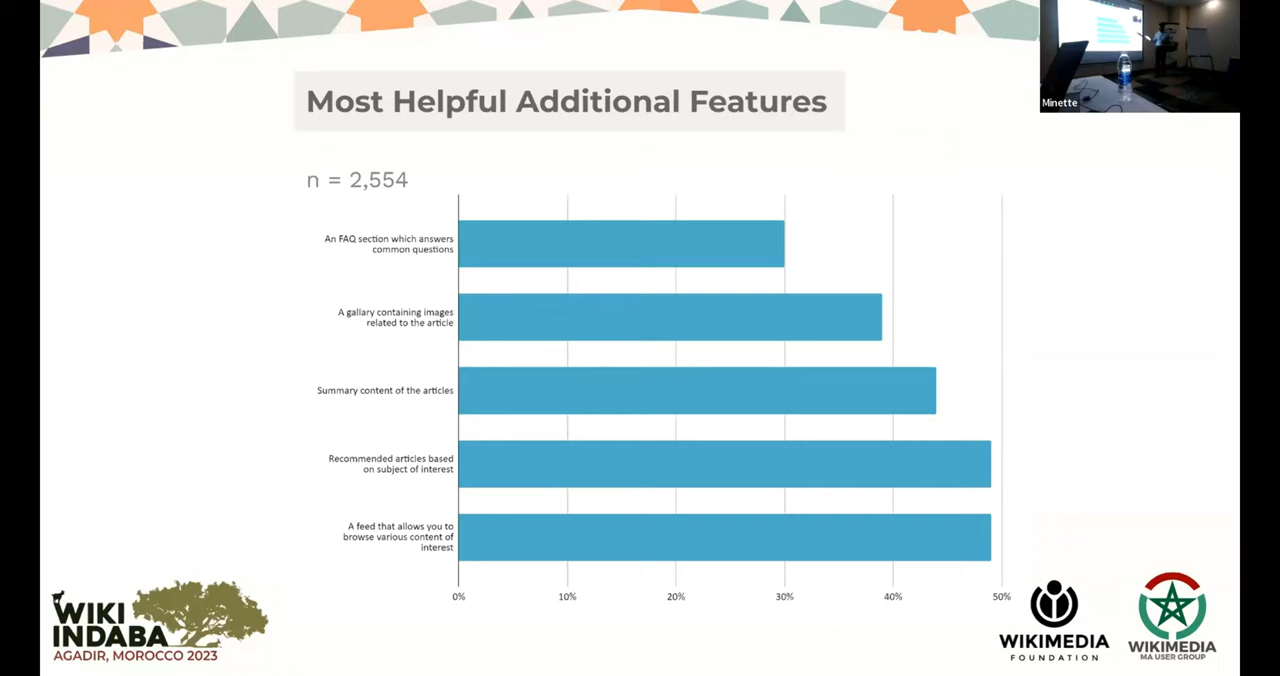 Most Helpful Additional Features
Minette
n = 2,554
An FAQ section which answers
common questions
A gallary containing images
related to the article
Summary content of the articles
Recommended articles based
on subject of interest
A feed that allows you to
browse various content of
interest
0%
10%
20%
30%
40%
50%
WIKI
INDABA
AGADIR, MOROCCO 2023
WIKIMEDIA
FOUNDATION
WIKIMEDIA
MA USER GROUP